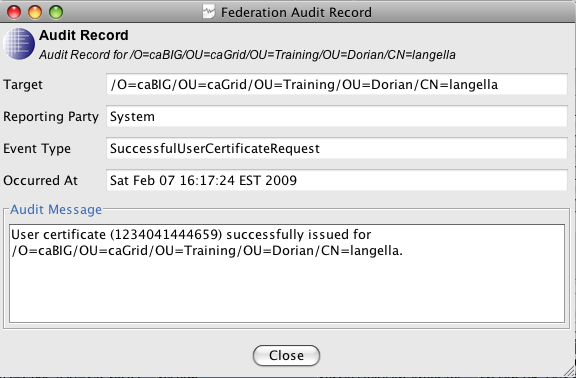 Federation Audit Record
Audit Record
Audit Record for /O=caBIG/OU=caGrid/OU=Training/OU=Dorian/CN=langella
Target /O=caBIG/OU=caGrid/OU=Training/OU=Dorian/CN=langella
Reporting Party System
Event Type SuccessfulUserCertificateRequest
Occurred At Sat Feb 07 16:17:24 EST 2009
Audit Message
User certificate (1234041444659) successfully issued for
/O=caBIG/OU=caGrid/OU=Training/OU=Dorian/CN=langella.
Close